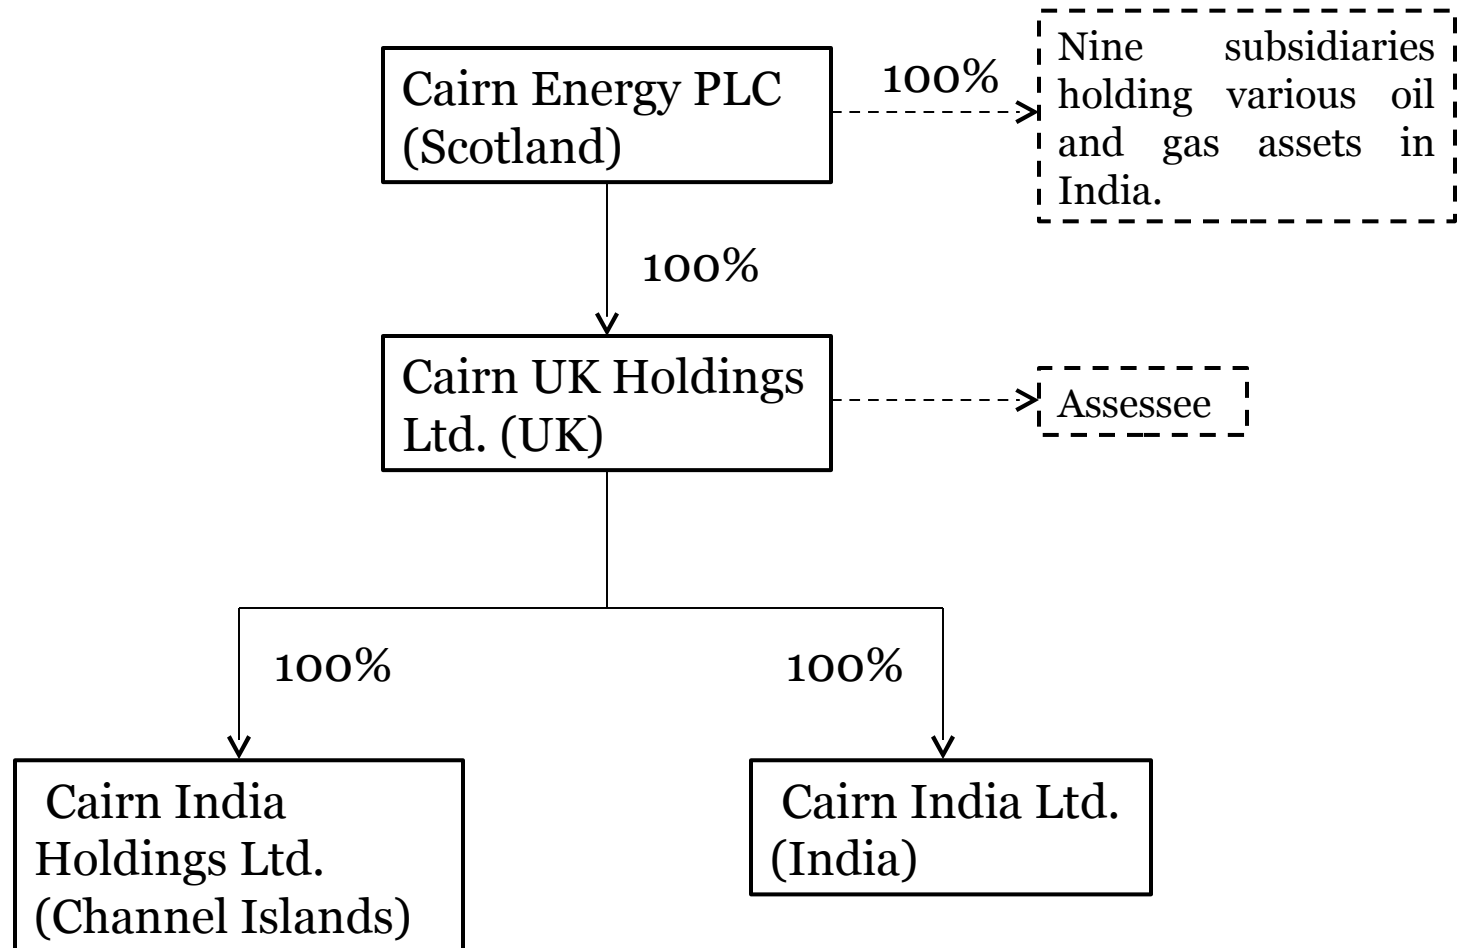 Cairn Energy PLC
(Scotland)
100%
Nine subsidiaries
holding various oil
and gas assets in
India.
100%
Cairn UK Holdings
Ltd. (UK)
Assessee
100%
100%
Cairn India
Holdings Ltd.
(Channel Islands)
Cairn India Ltd.
(India)